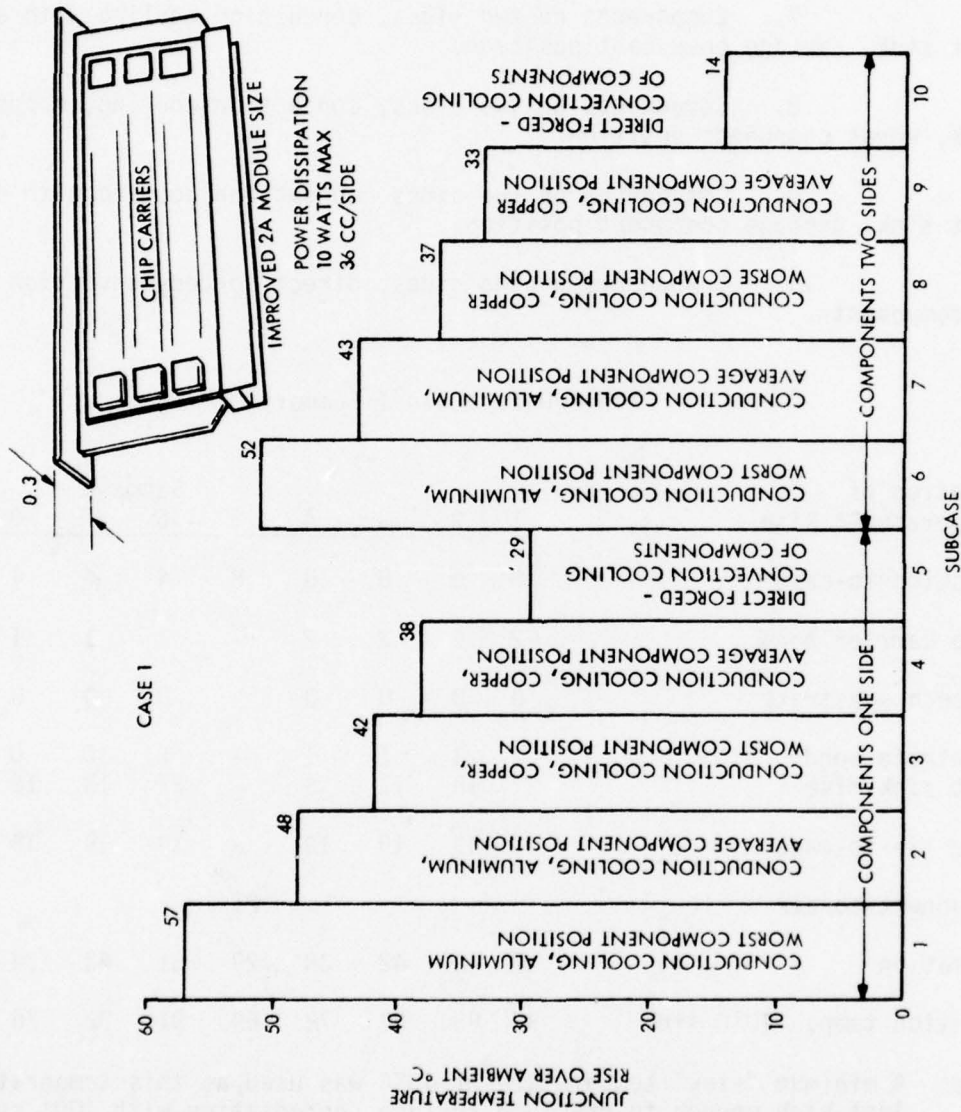 CASE 1
0.3
CHIP CARRIERS
IMPROVED 2A MODULE SIZE
POWER DISSIPATION
10 WATTS MAX
36 CC/SIDE
JUNCTION TEMPERATURE
RISE OVER AMBIENT °C
60
50
40
30
20
10
0
57
CONDUCTION COOLING, ALUMINUM
WORST COMPONENT POSITION
48
CONDUCTION COOLING, ALUMINUM,
AVERAGE COMPONENT POSITION
42
CONDUCTION COOLING, COPPER,
WORST COMPONENT POSITION
38
CONDUCTION COOLING, COPPER,
AVERAGE COMPONENT POSITION
29
DIRECT FORCED -
CONVECTION COOLING
OF COMPONENTS
52
CONDUCTION COOLING, ALUMINUM,
WORST COMPONENT POSITION
43
CONDUCTION COOLING, ALUMINUM,
AVERAGE COMPONENT POSITION
37
CONDUCTION COOLING, COPPER
WORSE COMPONENT POSITION
33
CONDUCTION COOLING, COPPER
AVERAGE COMPONENT POSITION
14
DIRECT FORCED -
CONVECTION COOLING
OF COMPONENTS
COMPONENTS ONE SIDE
COMPONENTS TWO SIDES
1 2 3 4 5 6 7 8 9 10
SUBCASE